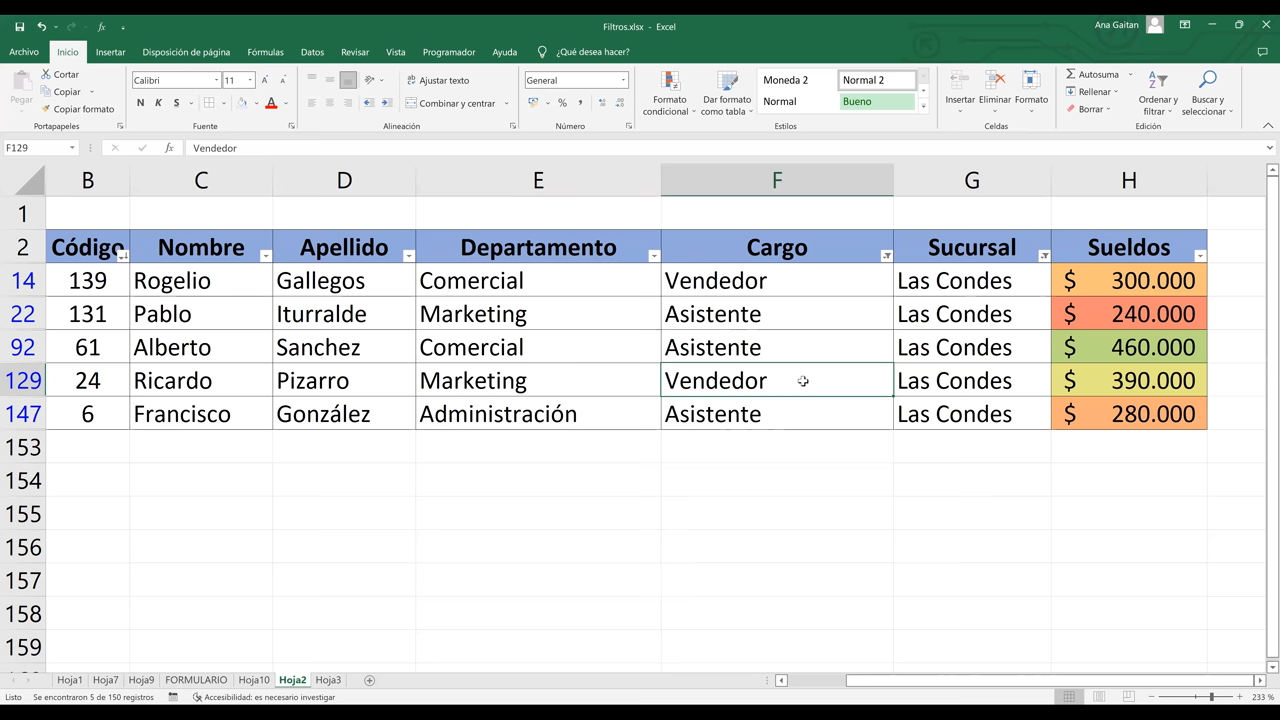 Filtros.xlsx - Excel
Ana Gaitan
Archivo Inicio Insertar Disposición de página Fórmulas Datos Revisar Vista Programador Ayuda ¿Qué desea hacer?
Pegar
Cortar
Copiar
Copiar formato
Portapapeles
Calibri 11
N K S
Fuente
Ajustar texto
Combinar y centrar
Alineación
General
% 000
Número
Formato condicional
Dar formato como tabla
Moneda 2 Normal 2
Normal Bueno
Estilos
Insertar Eliminar Formato
Celdas
Autosuma
Rellenar
Borrar
Ordenar y filtrar
Buscar y seleccionar
Edición
F129 fx Vendedor
B C D E F G H
1
2 Código Nombre Apellido Departamento Cargo Sucursal Sueldos
14 139 Rogelio Gallegos Comercial Vendedor Las Condes $ 300.000
22 131 Pablo Iturralde Marketing Asistente Las Condes $ 240.000
92 61 Alberto Sanchez Comercial Asistente Las Condes $ 460.000
129 24 Ricardo Pizarro Marketing Vendedor Las Condes $ 390.000
147 6 Francisco González Administración Asistente Las Condes $ 280.000
153
154
155
156
157
158
159
Hoja1 Hoja7 Hoja9 FORMULARIO Hoja10 Hoja2 Hoja3
Listo Se encontraron 5 de 150 registros Accesibilidad: es necesario investigar 233 %